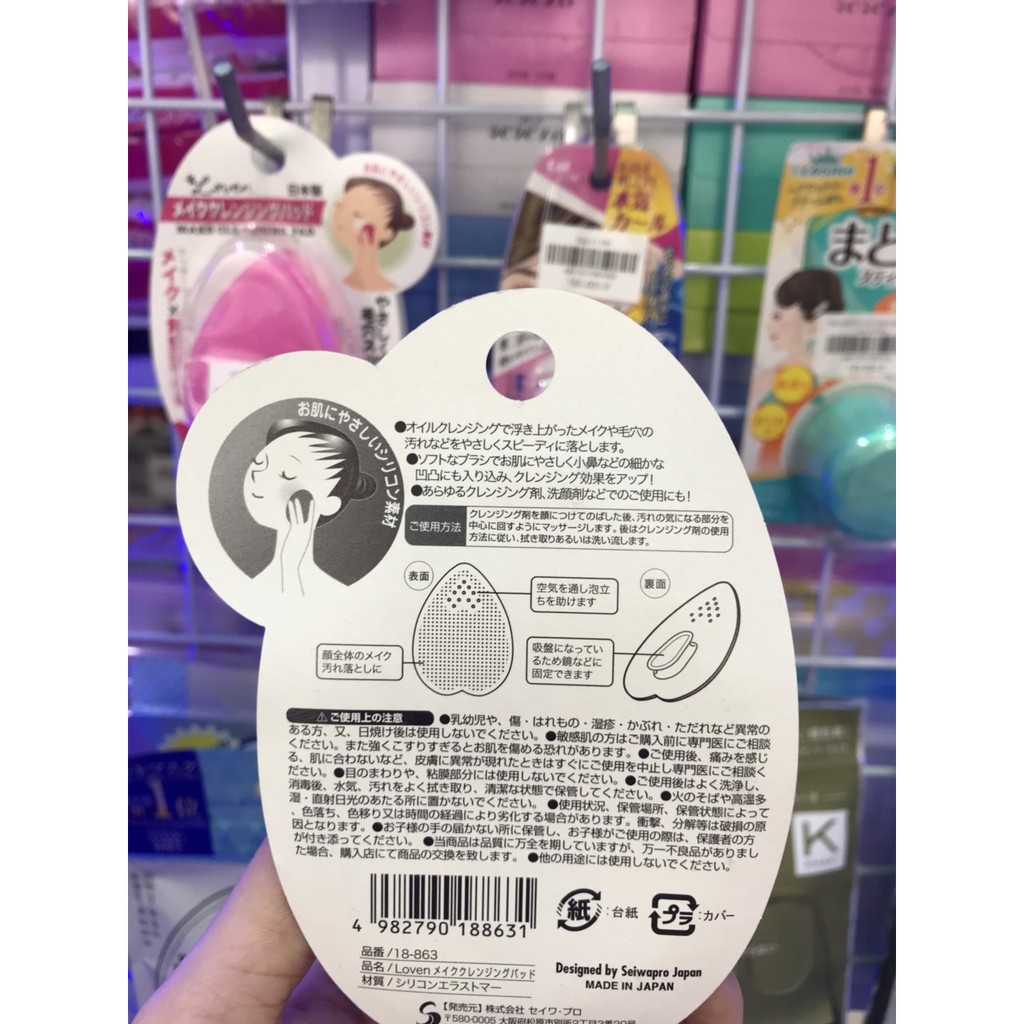 Loven
日本製
メイククレンジングパッド
MAKE CLEANSING PAD
水箱
カール
1
まと
お肌にやさしいシリコン素材
●オイルクレンジングで浮き上がったメイクや毛穴の
汚れなどをやさしくスピーディに落とします。
●ソフトなブラシでお肌にやさしく小鼻などの細かな
凹凸にも入り込み、クレンジング効果をアップ!
●あらゆるクレンジング剤、洗顔剤などでのご使用にも!
ご使用方法
クレンジング剤を顔につけてのばした後、汚れの気になる部分を
中心に回すようにマッサージします。後はクレンジング剤の使用
方法に従い、拭き取りあるいは洗い流します。
表面
空気を通し泡立
ちを助けます
裏面
顔全体のメイク
汚れ落としに
吸盤になってい
るため鏡などに
固定できます
⚠ご使用上の注意 ●乳幼児や、傷・はれもの・湿疹・かぶれ・ただれなど異常の
ある方、又、日焼け後は使用しないでください。●敏感肌の方はご購入前に専門医にご相談
ください。また強くこすりすぎるとお肌を傷める恐れがあります。●ご使用後、痛みを感じ
る、肌に合わないなど、皮膚に異常が現れたときはすぐにご使用を中止し専門医にご相談く
ださい。●目のまわりや、粘膜部分には使用しないでください。●ご使用後はよく洗浄し、
消毒後、水気、汚れをよく拭き取り、清潔な状態で保管してください。●火のそばや高温多
湿・直射日光のあたる所に置かないでください。●使用状況、保管場所、保管状態によって
、色落ち、色移り又は時間の経過により劣化する場合があります。衝撃、分解等は破損の原
因となります。●お子様の手の届かない所に保管し、お子様がご使用の際は、保護者の方
が付き添ってください。●当商品は品質に万全を期していますが、万一不良品がありまし
た場合、購入店にて商品の交換を致します。●他の用途には使用しないでください。
4 982790 188631
紙:台紙
プラ:カバー
品番/18-863
品名/Loven メイククレンジングパッド
材質/シリコンエラストマー
Designed by Seiwapro Japan
MADE IN JAPAN
【発売元】株式会社 セイワ・プロ
〒580-0005 大阪府松原市別所3丁目3番20号
K
1位